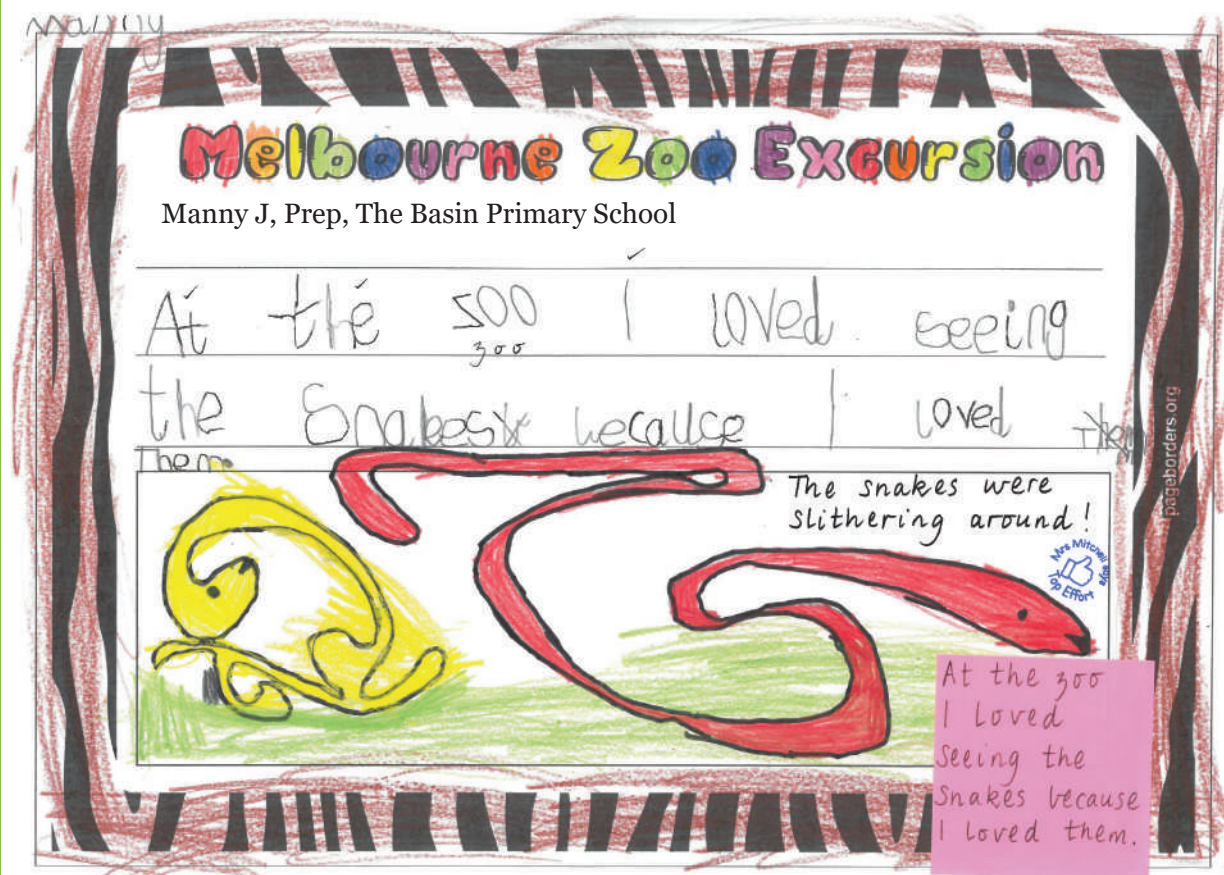 Manny
Melbourne Zoo Excursion
Manny J, Prep, The Basin Primary School
At the soo I loved seeing
zoo
the Snakes because I loved them
Them.
The snakes were
slithering around!
Mrs Mitchell says
Top Effort
At the zoo
I loved
seeing the
snakes because
I loved them.
pageborders.org